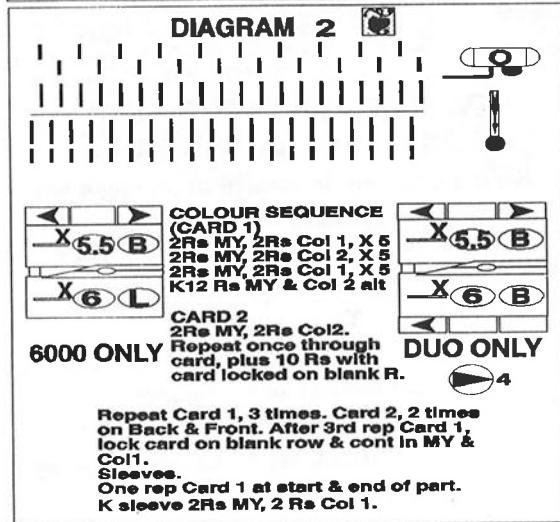 DIAGRAM 2
COLOUR SEQUENCE
(CARD 1)
2Rs MY, 2Rs Col 1, X 5
2Rs MY, 2Rs Col 2, X 5
2Rs MY, 2Rs Col 1, X 5
K12 Rs MY & Col 2 alt
X 5.5 B
X 6 L
6000 ONLY
CARD 2
2Rs MY, 2Rs Col2.
Repeat once through
card, plus 10 Rs with
card locked on blank R.
X 5.5 B
X 6 B
DUO ONLY
4
Repeat Card 1, 3 times. Card 2, 2 times
on Back & Front. After 3rd rep Card 1,
lock card on blank row & cont in MY &
Col1.
Sleeves.
One rep Card 1 at start & end of part.
K sleeve 2Rs MY, 2 Rs Col 1.